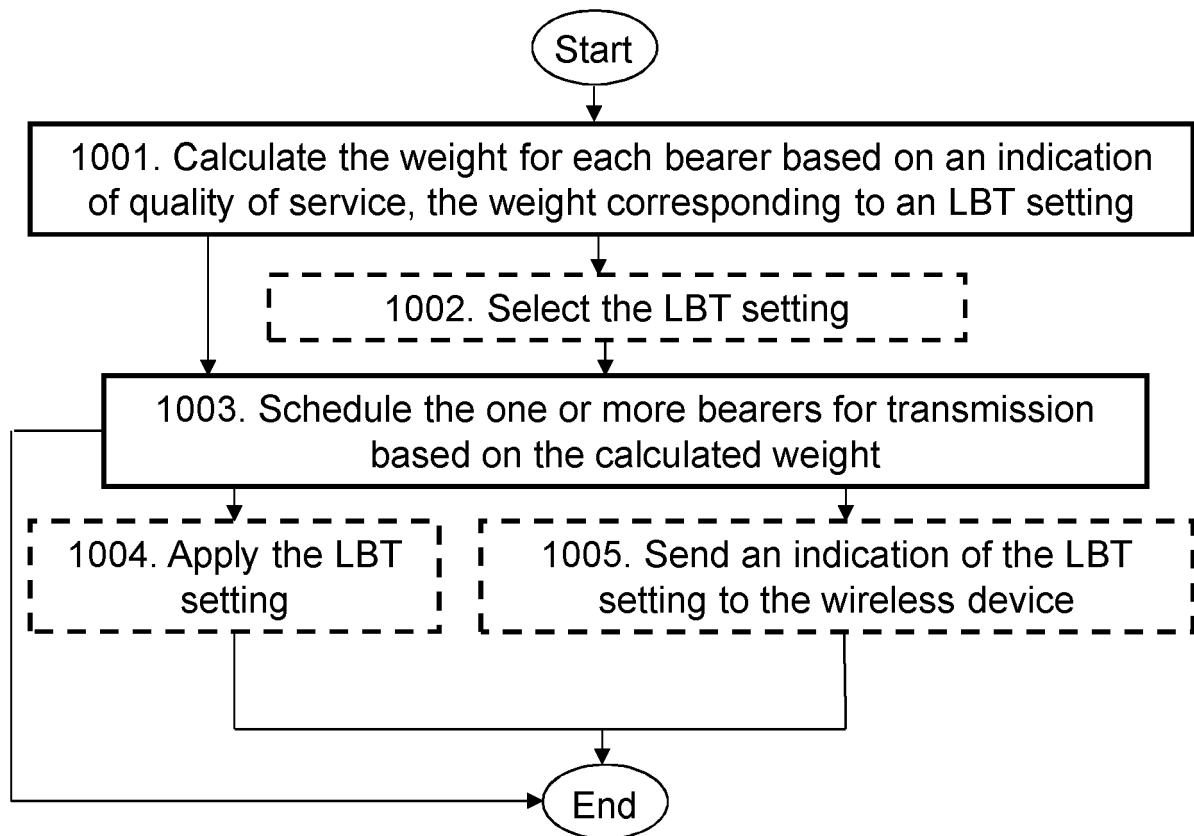 Start
1001. Calculate the weight for each bearer based on an indication
of quality of service, the weight corresponding to an LBT setting
1002. Select the LBT setting
1003. Schedule the one or more bearers for transmission
based on the calculated weight
1004. Apply the LBT
setting
1005. Send an indication of the LBT
setting to the wireless device
End